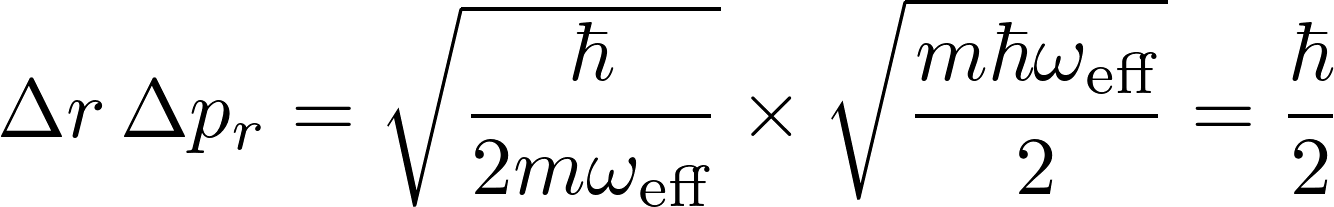 Δr Δp_r = √(ħ / 2mω_eff) × √(mħω_eff / 2) = ħ / 2